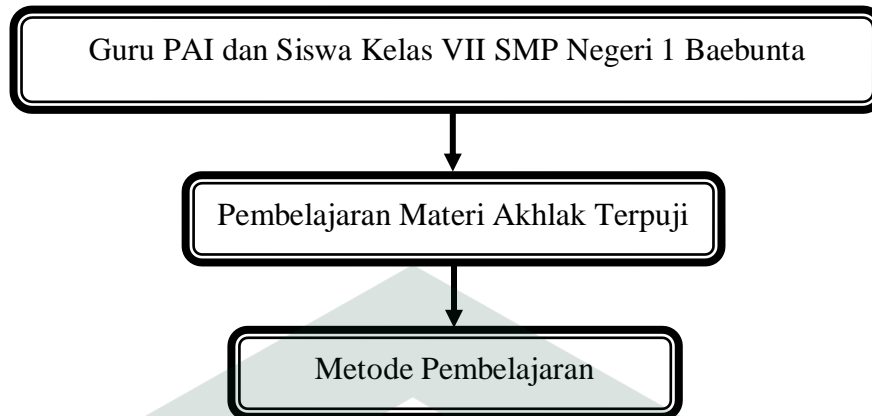 Guru PAI dan Siswa Kelas VII SMP Negeri 1 Baebunta
Pembelajaran Materi Akhlak Terpuji
Metode Pembelajaran